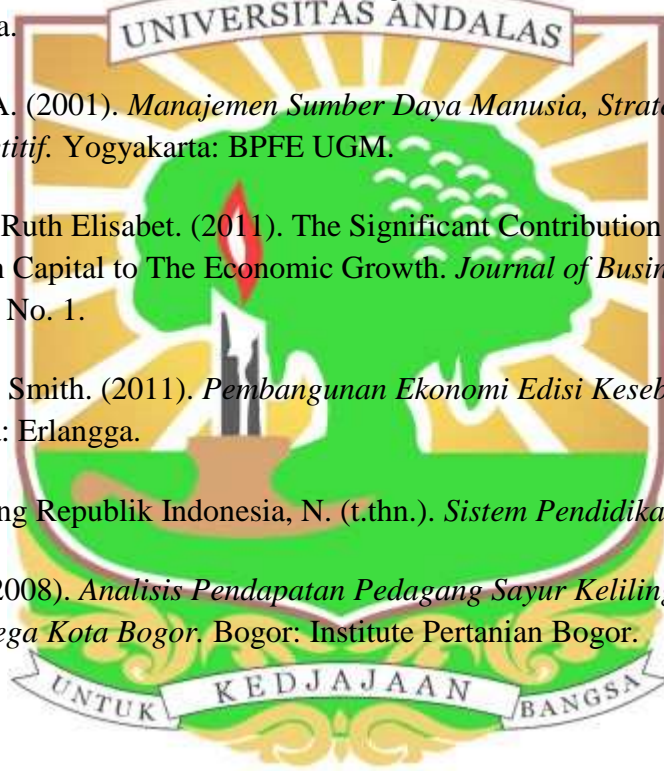 a.
UNIVERSITAS ANDALAS
A. (2001). Manajemen Sumber Daya Manusia, Strate
titif. Yogyakarta: BPFE UGM.
Ruth Elisabet. (2011). The Significant Contribution
n Capital to The Economic Growth. Journal of Busin
No. 1.
Smith. (2011). Pembangunan Ekonomi Edisi Keseb
: Erlangga.
ng Republik Indonesia, N. (t.thn.). Sistem Pendidika
2008). Analisis Pendapatan Pedagang Sayur Keliling
ega Kota Bogor. Bogor: Institute Pertanian Bogor.
UNTUK KEDJAJAAN BANGSA